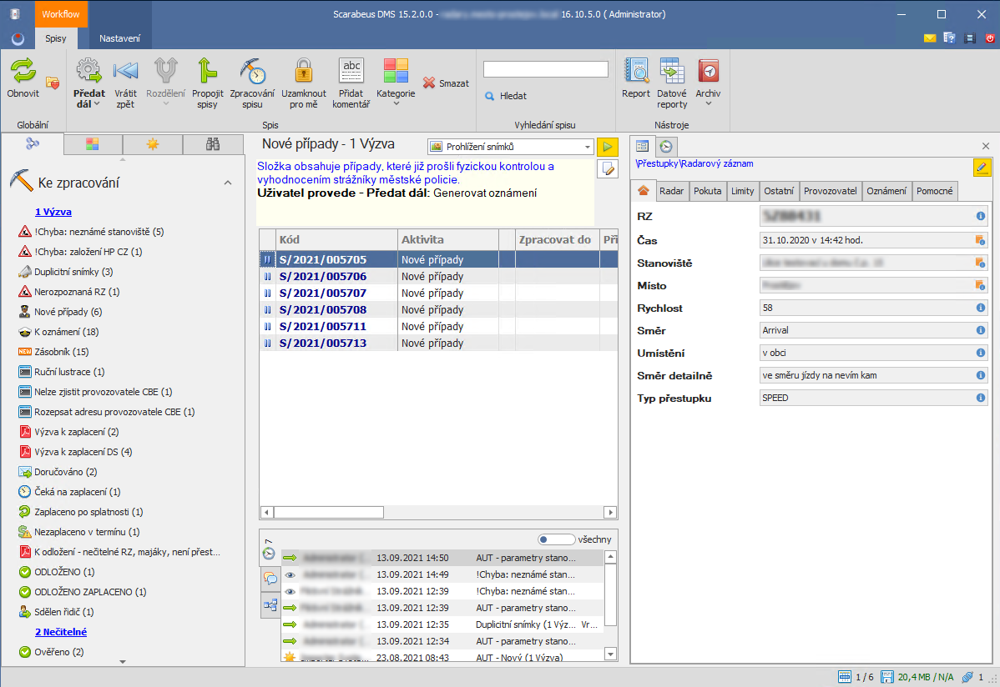 Workflow
Scarabeus DMS 15.2.0.0 - 16.10.5.0 ( Administrator)
Spisy
Nastavení
Obnovit
Předat dál
Vrátit zpět
Rozdělení
Propojit spisy
Zpracování spisu
Uzamknout pro mě
abc
Přidat komentář
Kategorie
Smazat
Hledat
Report
Datové reporty
Archiv
Globální
Spis
Vyhledání spisu
Nástroje
Ke zpracování
1 Výzva
!Chyba: neznámé stanoviště (5)
!Chyba: založení HP CZ (1)
Duplicitní snímky (3)
Nerozpoznaná RZ (1)
Nové případy (6)
K oznámení (18)
NEW Zásobník (15)
Ruční lustrace (1)
Nelze zjistit provozovatele CBE (1)
Rozepsat adresu provozovatele CBE (1)
Výzva k zaplacení (2)
Výzva k zaplacení DS (4)
Doručováno (2)
Čeká na zaplacení (1)
Zaplaceno po splatnosti (1)
Nezaplaceno v termínu (1)
K odložení - nečitelné RZ, majáky, není přest...
ODLOŽENO (1)
ODLOŽENO ZAPLACENO (1)
Sdělen řidič (1)
2 Nečitelné
Ověřeno (2)
Nové případy - 1 Výzva
Prohlížení snímků
Složka obsahuje případy, které již prošli fyzickou kontrolou a
vyhodnocením strážníky městské policie.
Uživatel provede - Předat dál: Generovat oznámení
Kód Aktivita Zpracovat do Při
S/2021/005705 Nové případy
S/2021/005706 Nové případy
S/2021/005707 Nové případy
S/2021/005708 Nové případy
S/2021/005711 Nové případy
S/2021/005713 Nové případy
7
všechny
13.09.2021 14:50 AUT - parametry stano...
13.09.2021 14:49 !Chyba: neznámé stan...
13.09.2021 12:39 !Chyba: neznámé stan...
13.09.2021 12:39 AUT - parametry stano...
13.09.2021 12:35 Duplicitní snímky (1 Výz... Vr...
13.09.2021 12:34 AUT - parametry stano...
23.08.2021 08:43 AUT - Nový (1 Výzva)
\Přestupky\Radarový záznam
Radar Pokuta Limity Ostatní Provozovatel Oznámení Pomocné
RZ
Čas 31.10.2020 v 14:42 hod.
Stanoviště
Místo
Rychlost 58
Směr Arrival
Umístění v obci
Směr detailně ve směru jízdy na nevím kam
Typ přestupku SPEED
1 / 6 20,4 MB / N/A 1